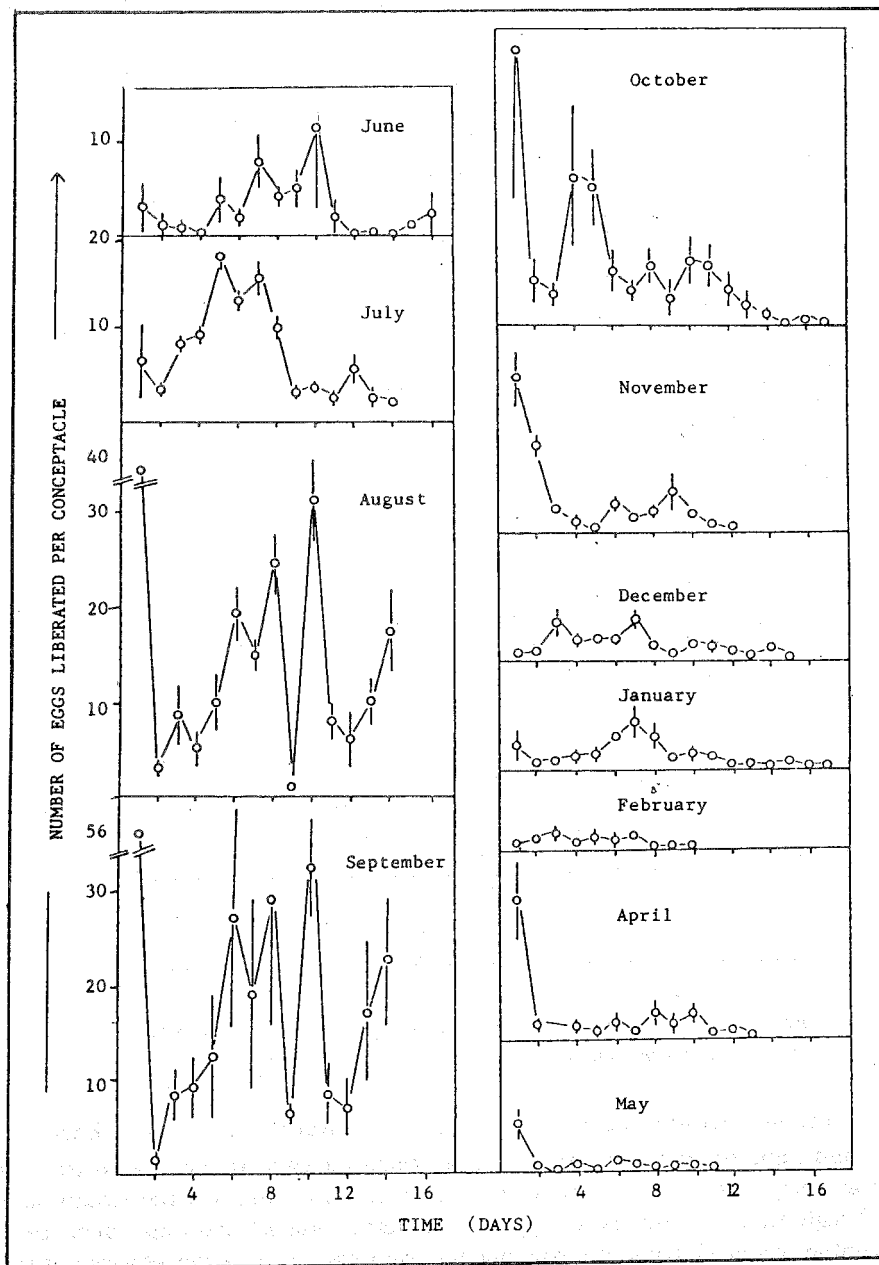 NUMBER OF EGGS LIBERATED PER CONCEPTACLE
June
10
20
July
10
40
August
30
20
10
56
September
30
20
10
4
8
12
16
October
November
December
January
February
April
May
4
8
12
16
TIME (DAYS)